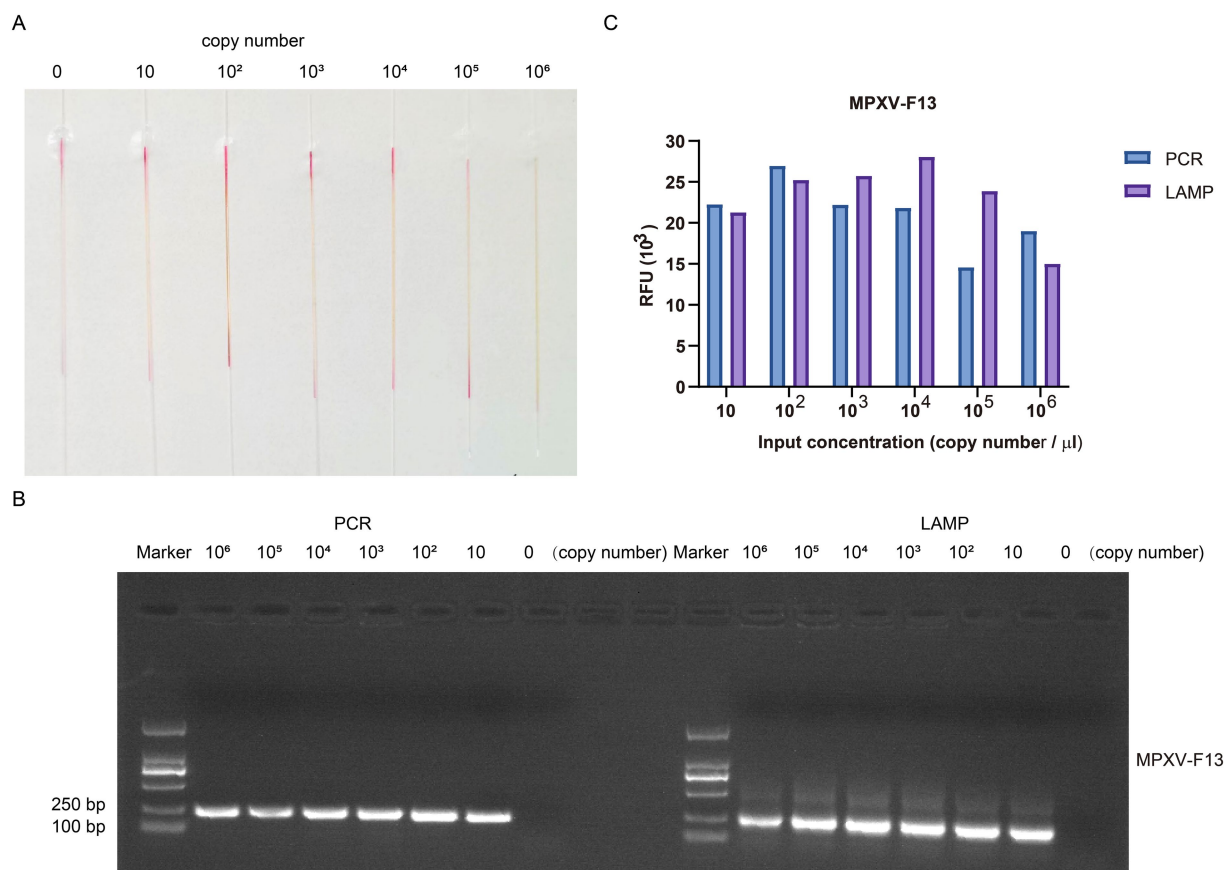 A
copy number
0 10 10² 10³ 10⁴ 10⁵ 10⁶
C
MPXV-F13
30
25
20
15
10
5
0
RFU (10³)
10 10² 10³ 10⁴ 10⁵ 10⁶
Input concentration (copy number / μl)
PCR
LAMP
B
PCR LAMP
Marker 10⁶ 10⁵ 10⁴ 10³ 10² 10 0 (copy number) Marker 10⁶ 10⁵ 10⁴ 10³ 10² 10 0 (copy number)
250 bp
100 bp
MPXV-F13